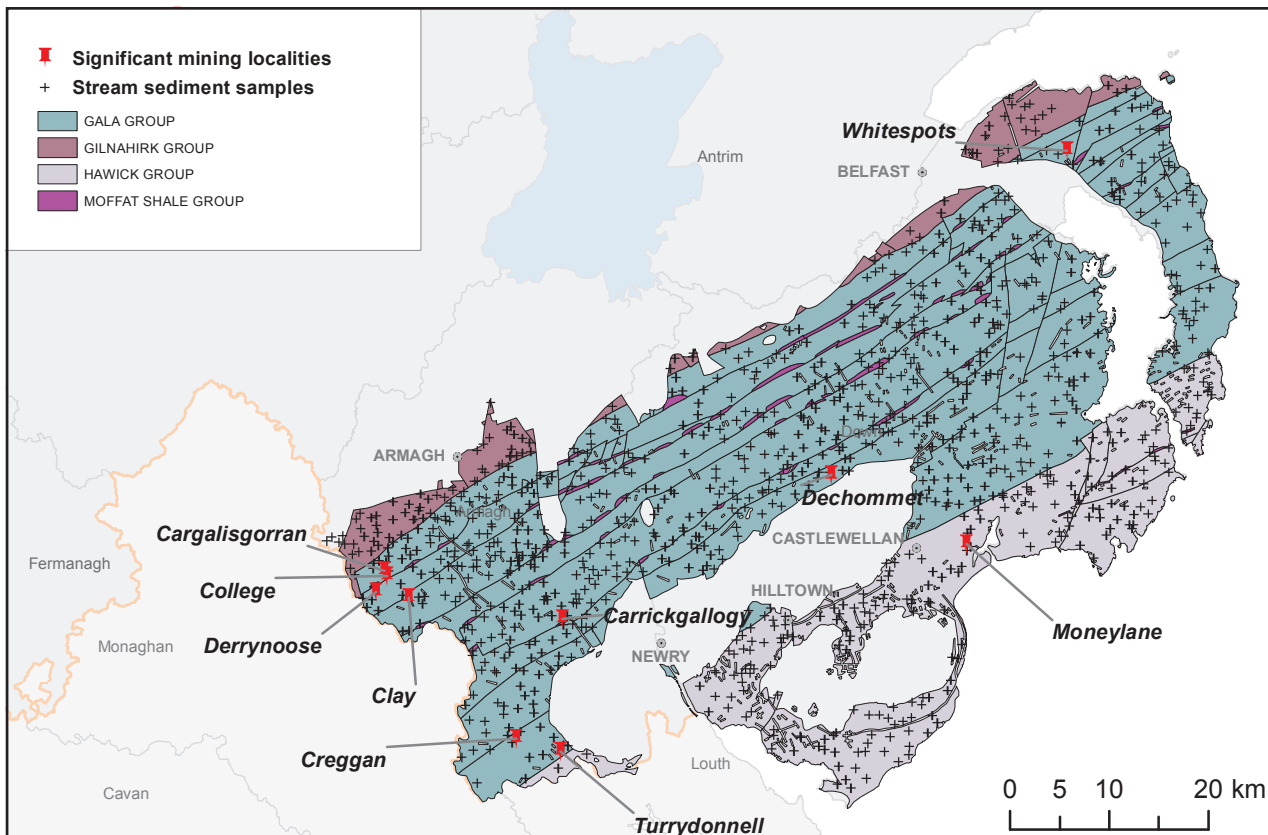 Significant mining localities
Stream sediment samples
GALA GROUP
GILNAHIRK GROUP
HAWICK GROUP
MOFFAT SHALE GROUP
Whitespots
Antrim
BELFAST
ARMAGH
Down
Dechommet
Armagh
Cargalisgorran
CASTLEWELLAN
Fermanagh
College
HILLTOWN
Carrickgallogy
Moneylane
Derrynoose
Monaghan
NEWRY
Clay
Creggan
Louth
Cavan
0 5 10 20 km
Turrydonnell